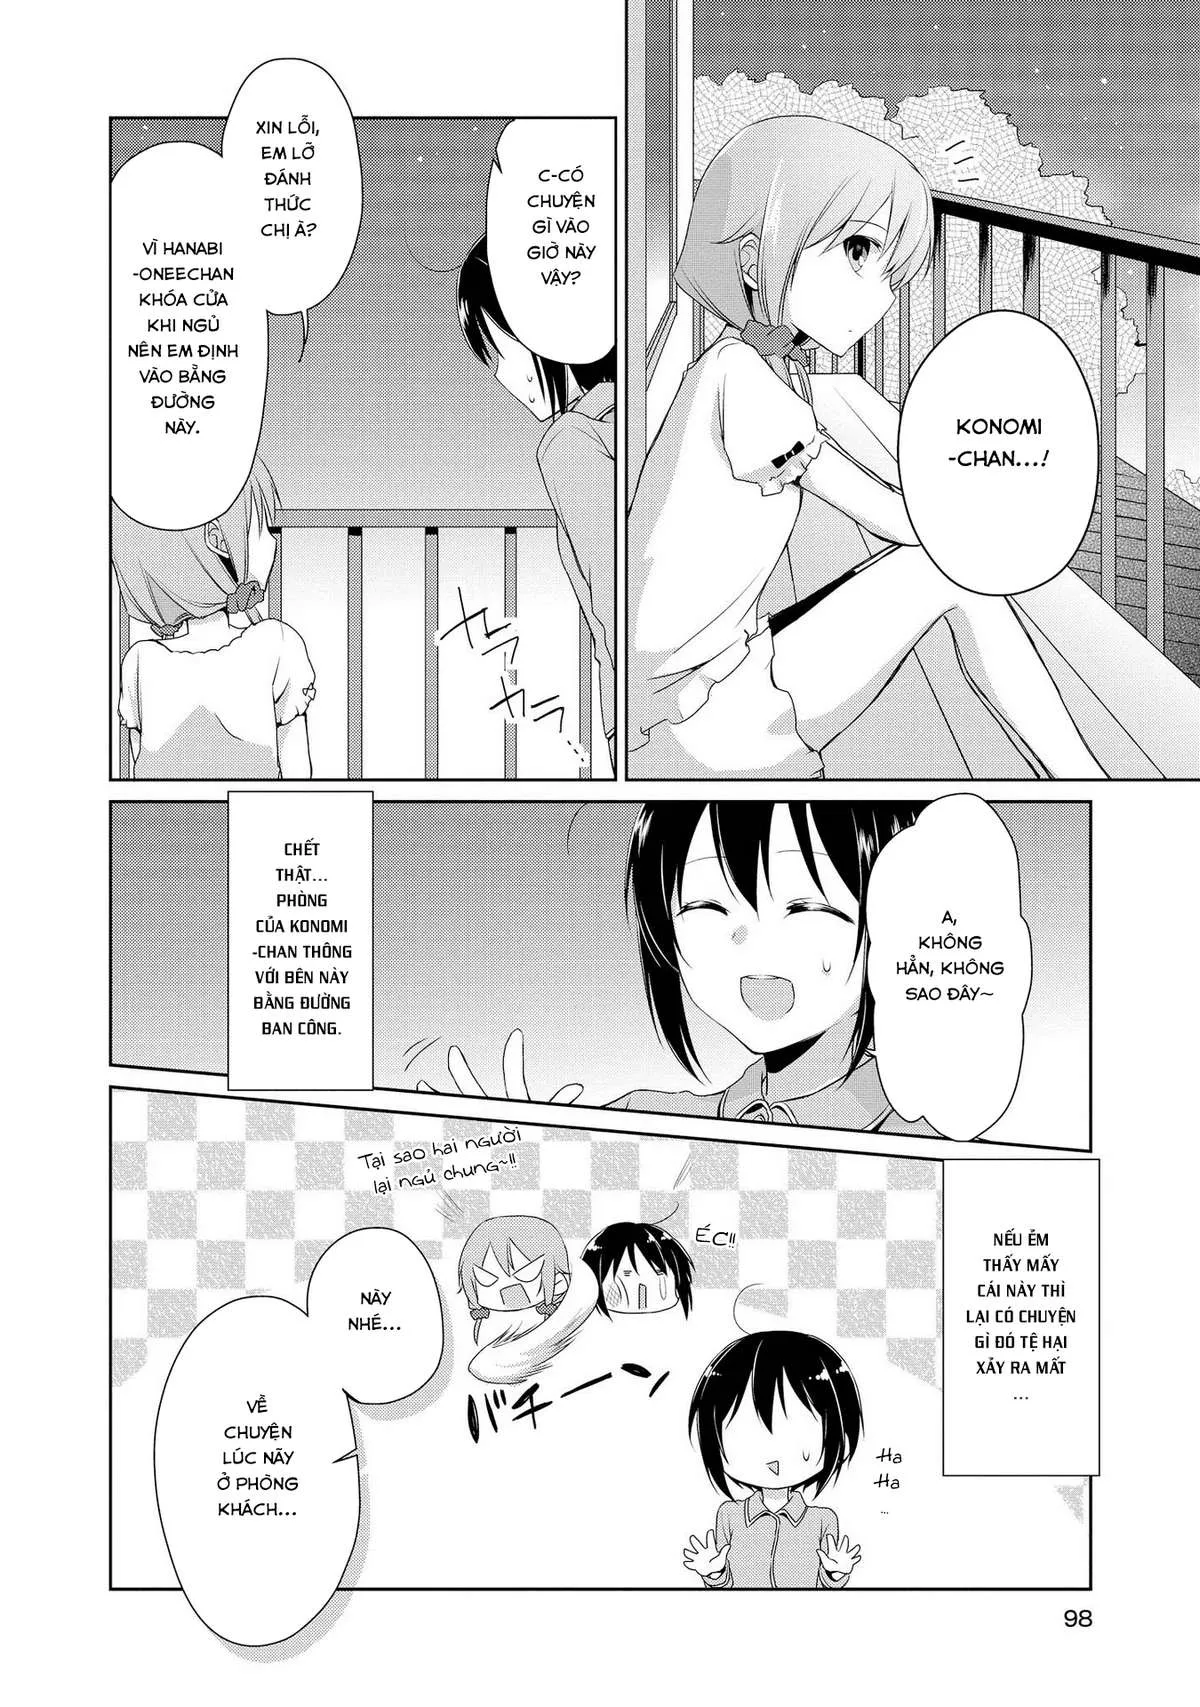 KONOMI
-CHAN...!
C-CÓ
CHUYỆN
GÌ VÀO
GIỜ NÀY
VẬY?
XIN LỖI,
EM LỠ
ĐÁNH
THỨC
CHỊ À?
VÌ HANABI
-ONEECHAN
KHÓA CỬA
KHI NGỦ
NÊN EM ĐỊNH
VÀO BẰNG
ĐƯỜNG
NÀY.
カラ
カラ...
A,
KHÔNG
HẲN, KHÔNG
SAO ĐÂY~
CHẾT
THẬT...
PHÒNG
CỦA KONOMI
-CHAN THÔNG
VỚI BÊN NÀY
BẰNG ĐƯỜNG
BAN CÔNG.
NẾU ẺM
THẤY MẤY
CÁI NÀY THÌ
LẠI CÓ CHUYỆN
GÌ ĐÓ TỆ HẠI
XẢY RA MẤT
...
Tại sao hai người
lại ngủ chung~!!
ÉC!!
バチーン
Ha
Ha
...
NÀY
NHÉ...
VỀ
CHUYỆN
LÚC NÃY
Ở PHÒNG
KHÁCH...
98